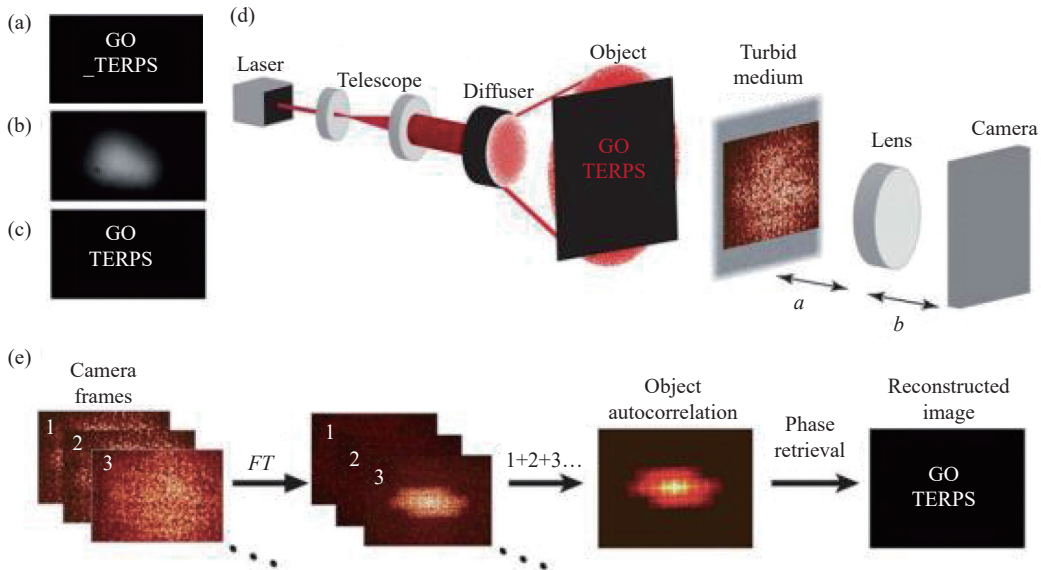 (a)
GO
_TERPS
(b)
(c)
GO
TERPS
(d)
Laser
Telescope
Diffuser
Object
GO
TERPS
Turbid
medium
Lens
Camera
a
b
(e)
Camera
frames
1
2
3
FT
1
2
3
1+2+3...
Object
autocorrelation
Phase
retrieval
Reconstructed
image
GO
TERPS